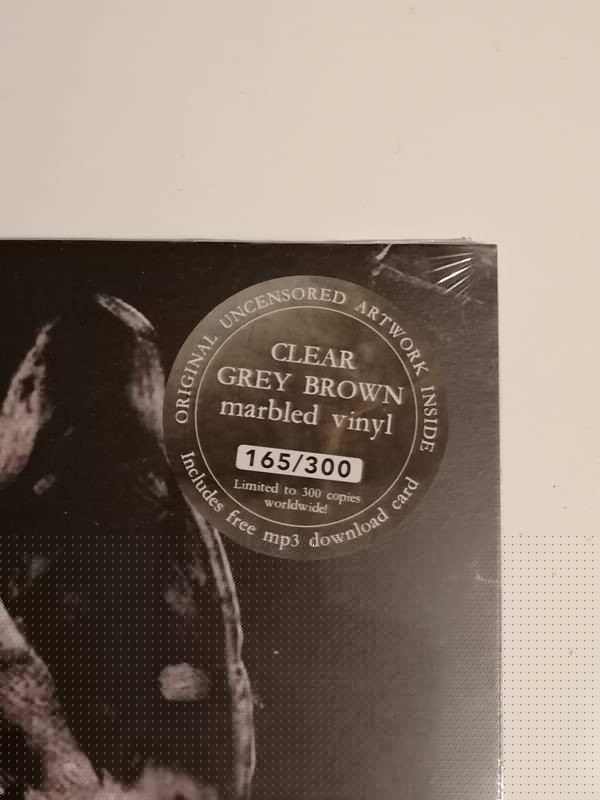 ORIGINAL UNCENSORED ARTWORK INSIDE
CLEAR
GREY BROWN
marbled vinyl
165/300
Limited to 300 copies
worldwide!
Includes free mp3 download card